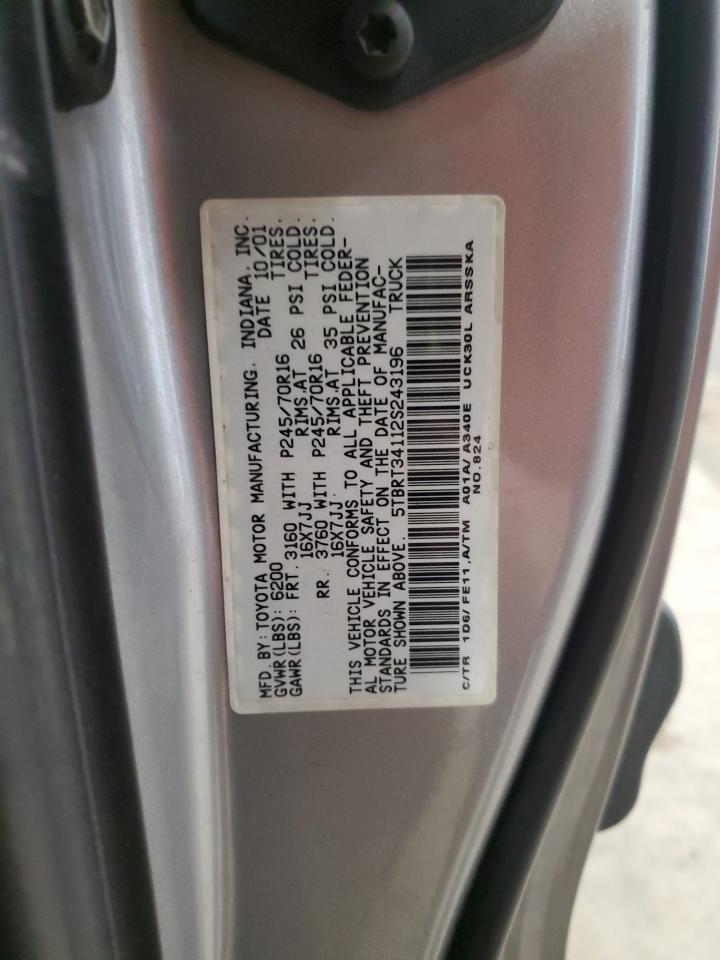 MFD. BY: TOYOTA MOTOR MANUFACTURING, INDIANA, INC.
GVWR(LBS): 6200 DATE 10/01
GAWR(LBS): FRT. 3160 WITH P245/70R16 TIRES.
16X7JJ RIMS.AT 26 PSI COLD.
RR. 3760 WITH P245/70R16 TIRES.
16X7JJ RIMS.AT 35 PSI COLD.
THIS VEHICLE CONFORMS TO ALL APPLICABLE FEDER-
AL MOTOR VEHICLE SAFETY AND THEFT PREVENTION
STANDARDS IN EFFECT ON THE DATE OF MANUFAC-
TURE SHOWN ABOVE. 5TBRT34112S243196 TRUCK
C/TR 1D6/ FE11,A/TM A01A/ A340E UCK30L ARSSKA
NO.824